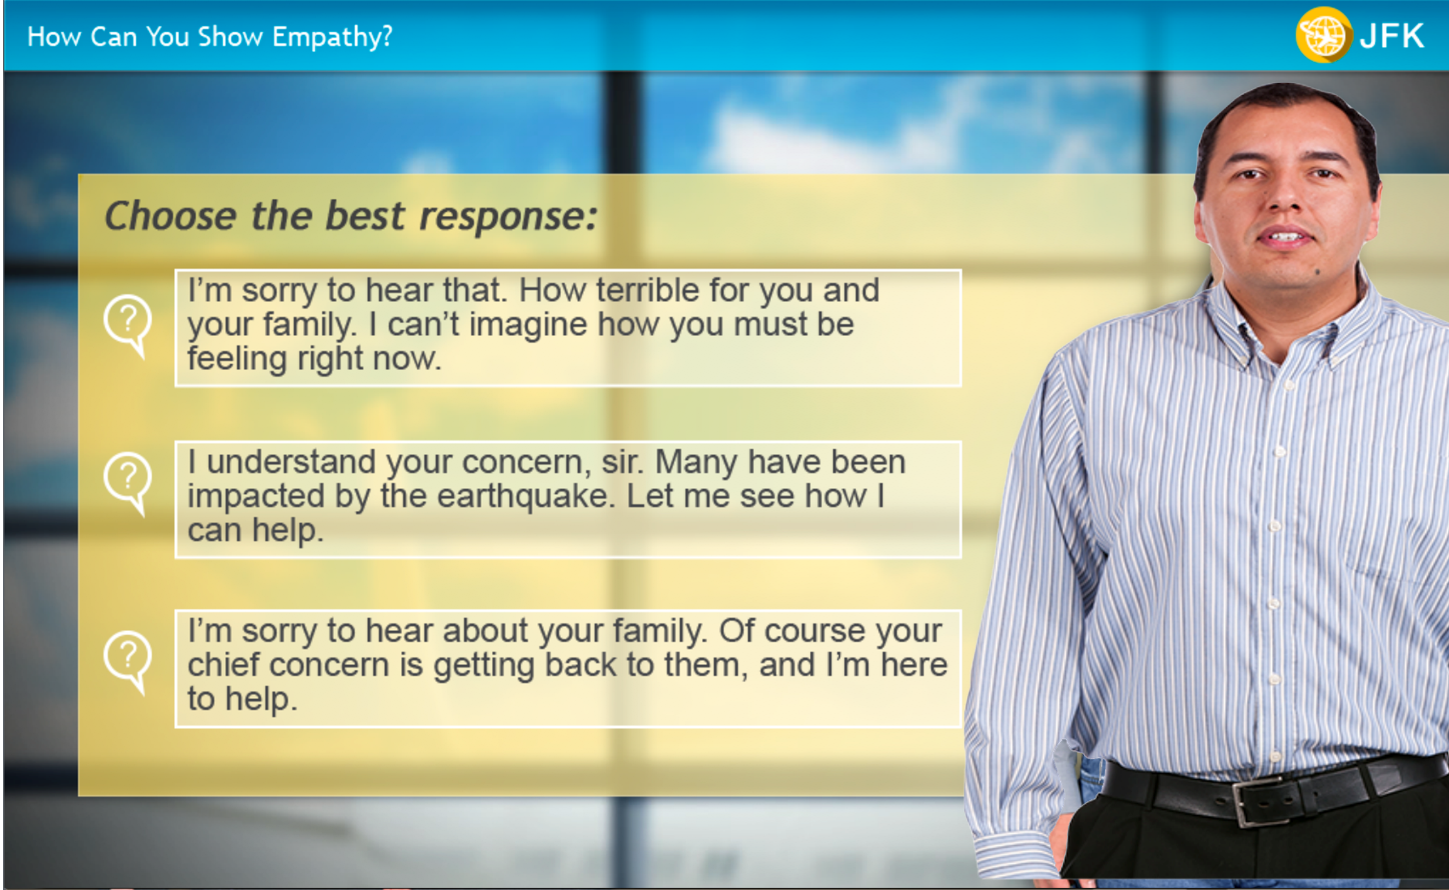 How Can You Show Empathy?
JFK
Choose the best response:
I’m sorry to hear that. How terrible for you and
your family. I can’t imagine how you must be
feeling right now.
I understand your concern, sir. Many have been
impacted by the earthquake. Let me see how I
can help.
I’m sorry to hear about your family. Of course your
chief concern is getting back to them, and I’m here
to help.